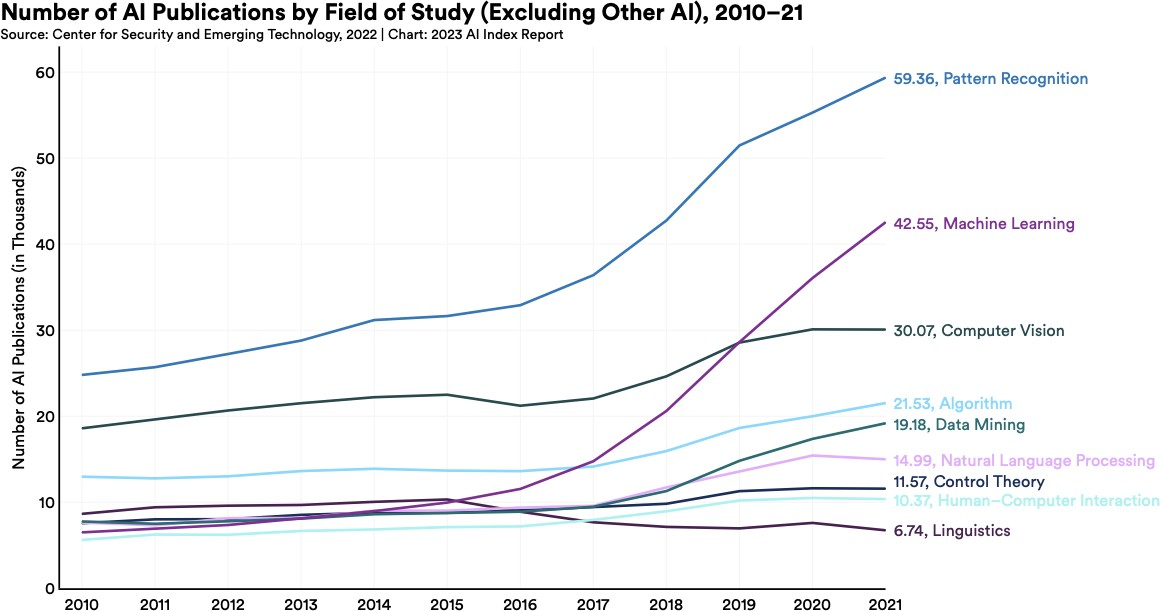 Number of AI Publications by Field of Study (Excluding Other AI), 2010–21
Source: Center for Security and Emerging Technology, 2022 | Chart: 2023 AI Index Report
Number of AI Publications (in Thousands)
60
50
40
30
20
10
0
59.36, Pattern Recognition
42.55, Machine Learning
30.07, Computer Vision
21.53, Algorithm
19.18, Data Mining
14.99, Natural Language Processing
11.57, Control Theory
10.37, Human–Computer Interaction
6.74, Linguistics
2010 2011 2012 2013 2014 2015 2016 2017 2018 2019 2020 2021